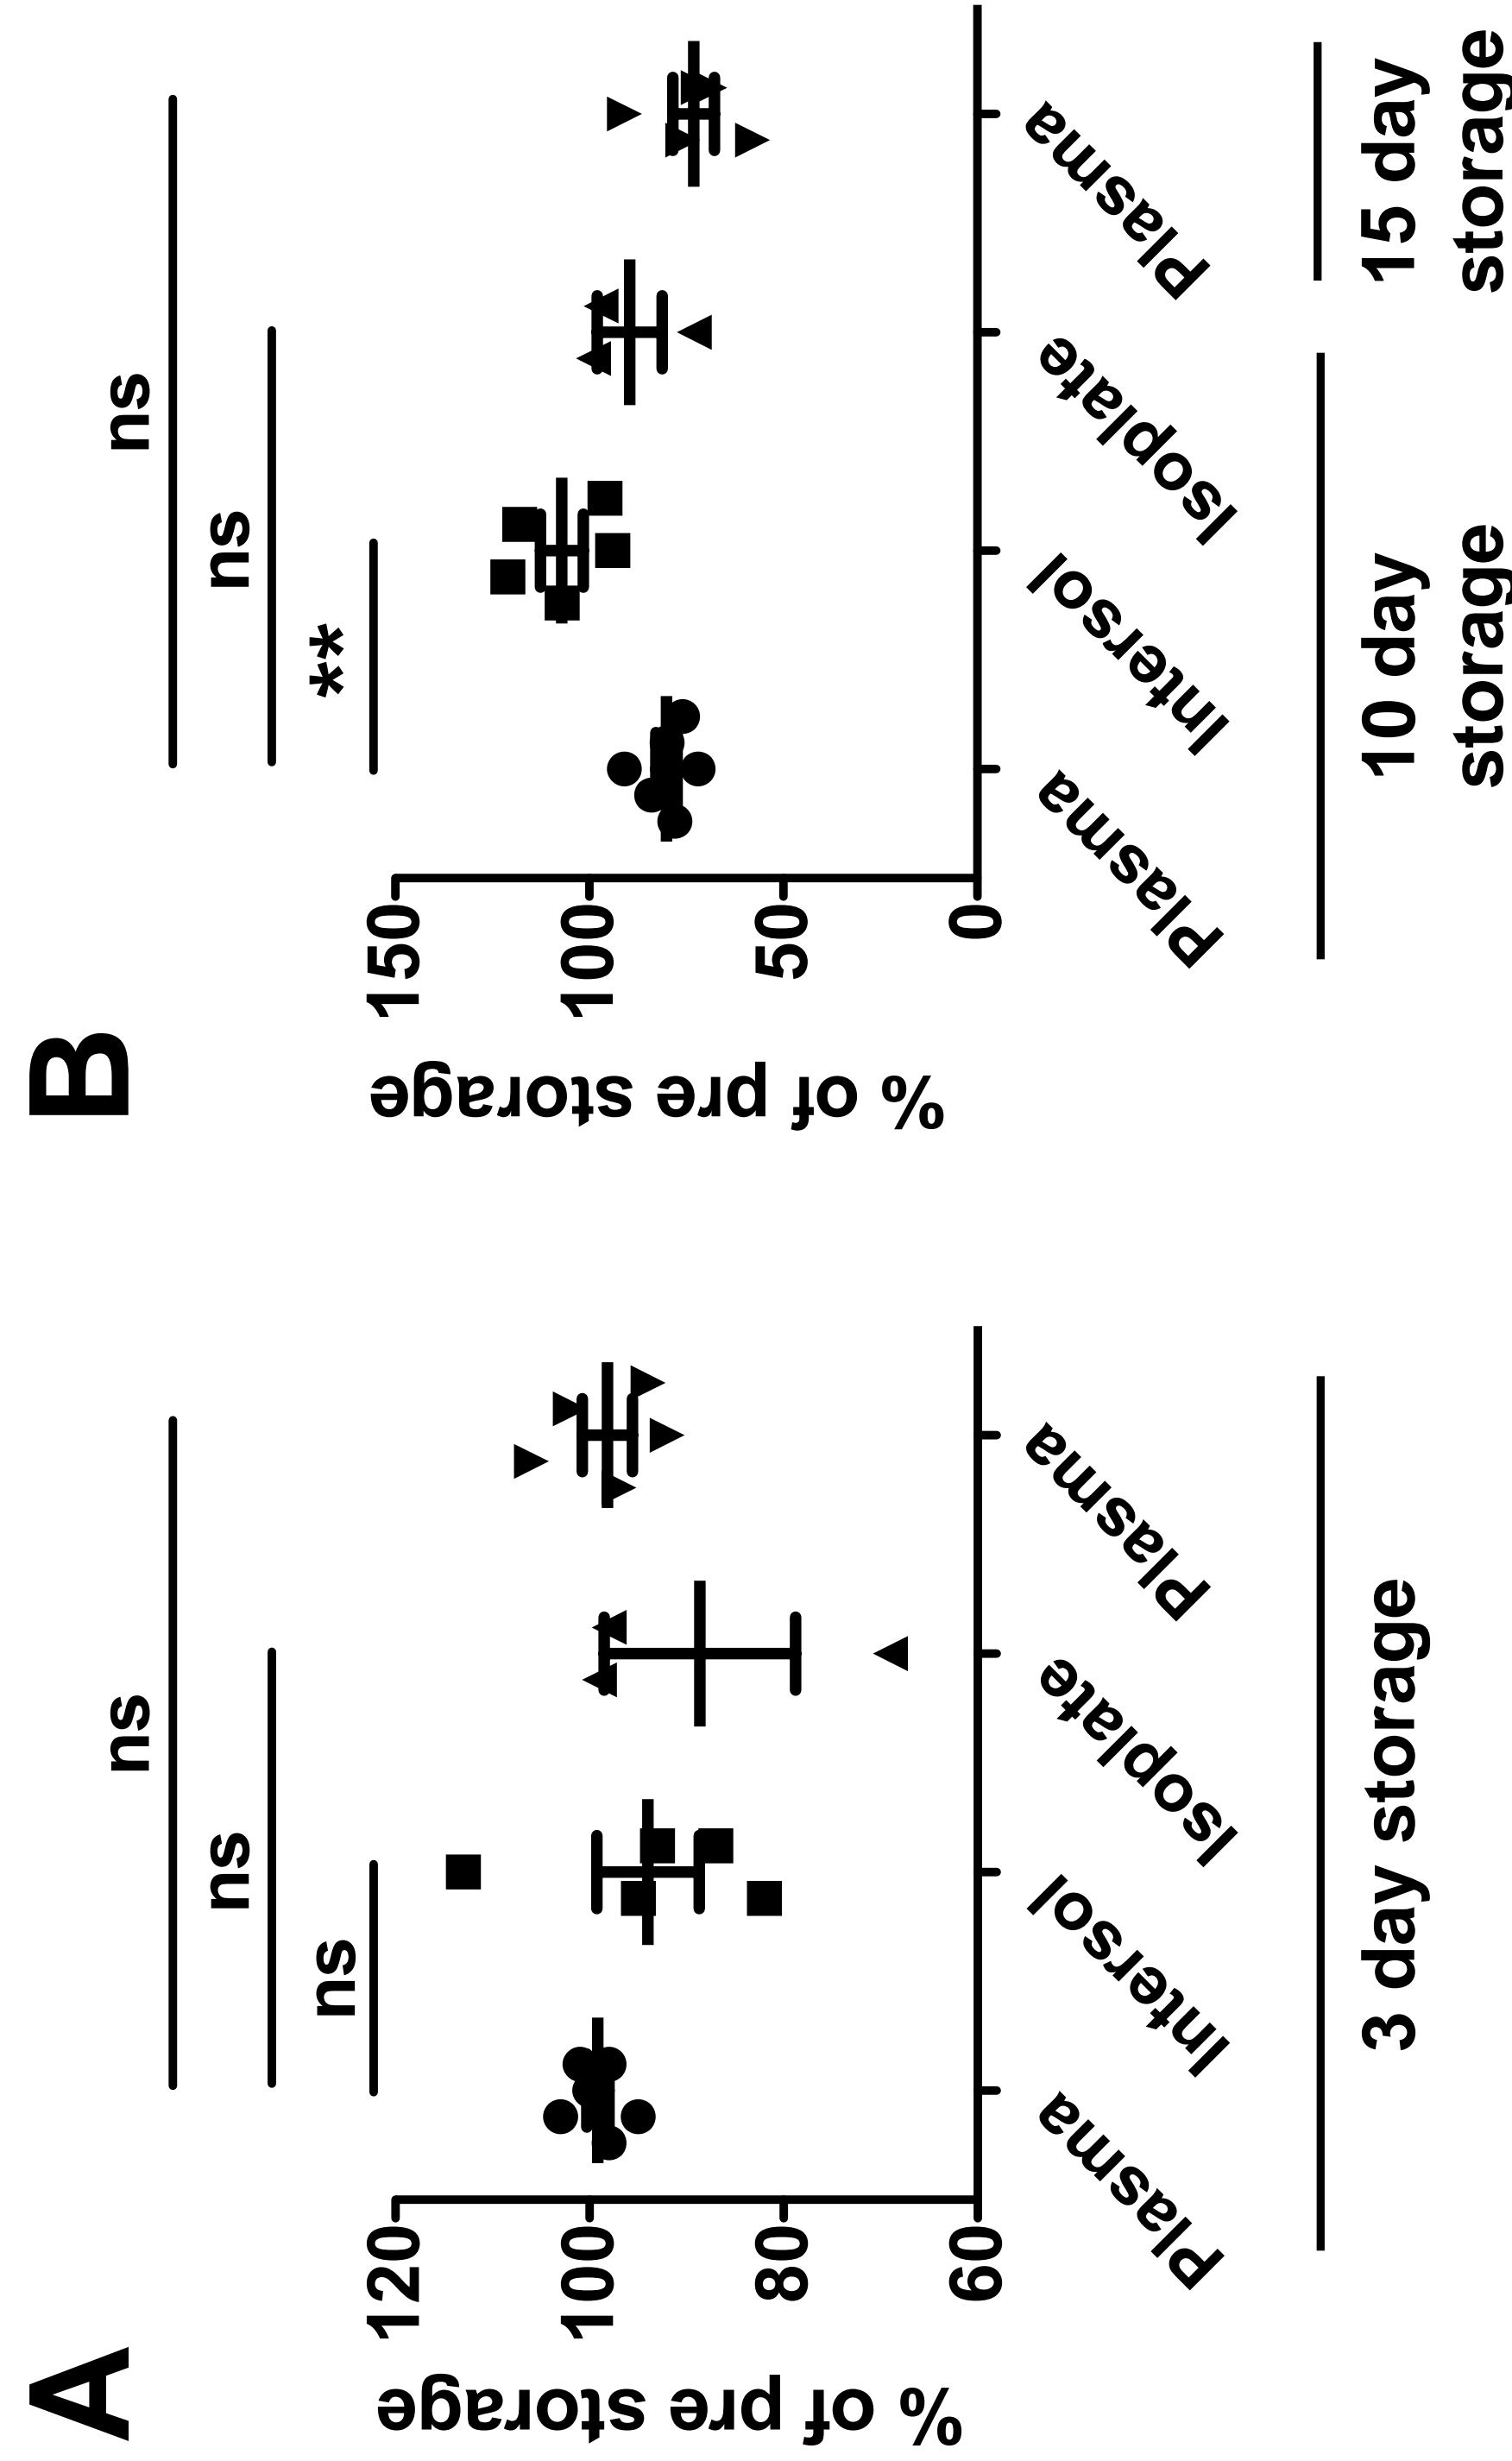 A
ns
ns
ns
% of pre storage
120
100
80
60
Plasma
Intersol
Isoplate
Plasma
3 day storage
B
ns
ns
**
% of pre storage
150
100
50
0
Plasma
Intersol
Isoplate
Plasma
10 day
storage
15 day
storage